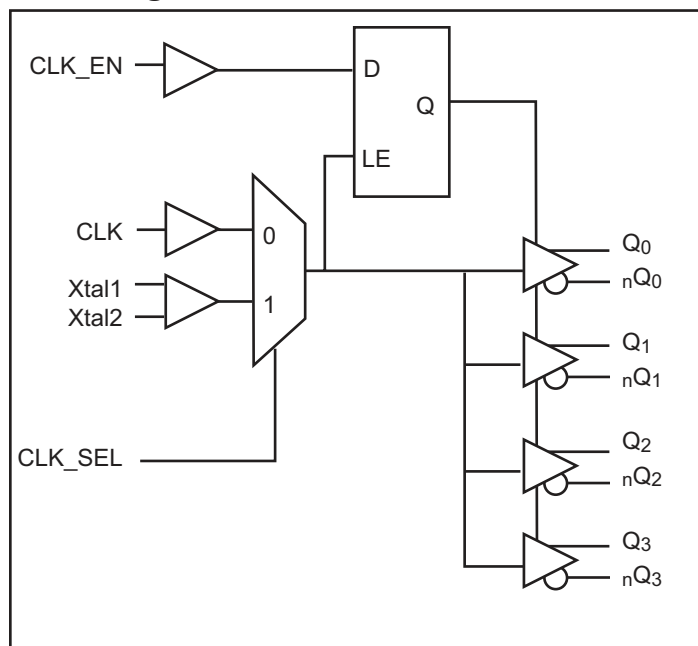 CLK_EN
D
Q
LE
CLK
0
Xtal1
1
Xtal2
CLK_SEL
Q0
nQ0
Q1
nQ1
Q2
nQ2
Q3
nQ3